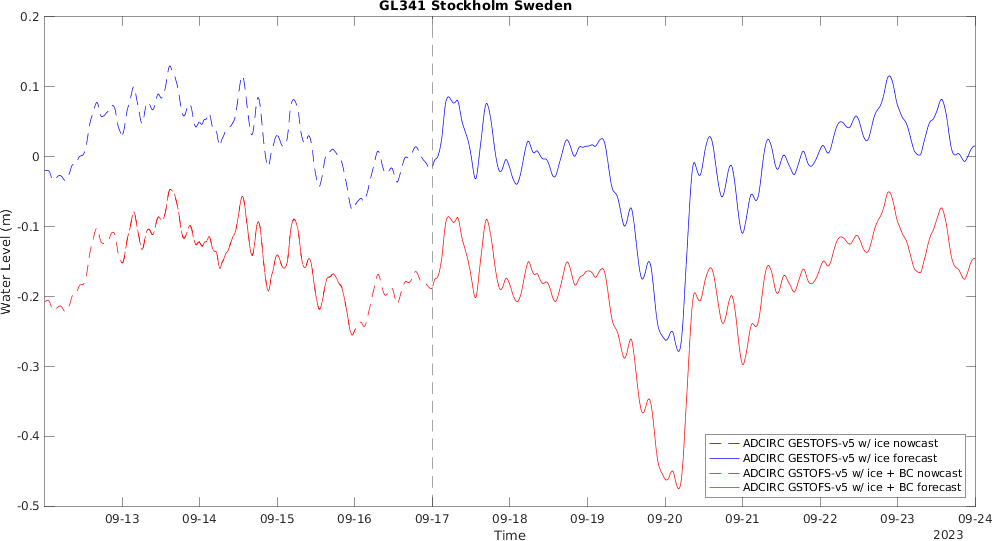 GL341 Stockholm Sweden
0.2
0.1
0
-0.1
-0.2
-0.3
-0.4
-0.5
Water Level (m)
ADCIRC GESTOFS-v5 w/ ice nowcast
ADCIRC GESTOFS-v5 w/ ice forecast
ADCIRC GSTOFS-v5 w/ ice + BC nowcast
ADCIRC GSTOFS-v5 w/ ice + BC forecast
09-13 09-14 09-15 09-16 09-17 09-18 09-19 09-20 09-21 09-22 09-23 09-24
Time
2023